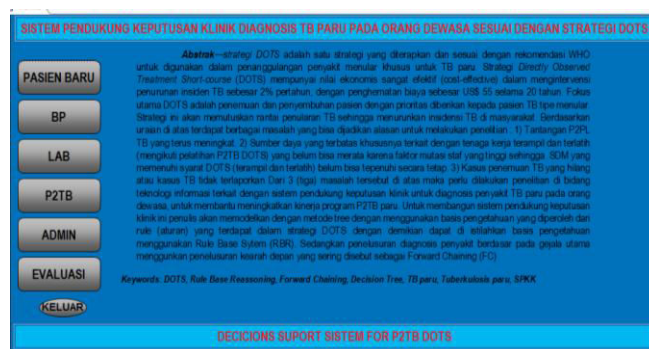 SISTEM PENDUKUNG KEPUTUSAN KLINIK DIAGNOSIS TB PARU PADA ORANG DEWASA SESUAI DENGAN STRATEGI DOTS
PASIEN BARU
BP
LAB
P2TB
ADMIN
EVALUASI
KELUAR
Abstrak—strategi DOTS adalah satu strategi yang diterapkan dan sesuai dengan rekomendasi WHO
untuk digunakan dalam penanggulangan penyakit menular khusus untuk TB paru Strategi Directly Observed
Treatment Short-course (DOTS) mempunyai nilai ekonomis sangat efektif (cost-effective) dalam mengintervensi
penurunan insiden TB sebesar 2% pertahun, dengan penghematan biaya sebesar US$ 55 selama 20 tahun. Fokus
utama DOTS adalah penemuan dan penyembuhan pasien dengan prioritas diberikan kepada pasien TB tipe menular.
Strategi ini akan memutuskan rantai penularan TB sehingga menurunkan insidensi TB di masyarakat. Berdasarkan
uraian di atas terdapat berbagai masalah yang bisa dijadikan alasan untuk melakukan penelitian : 1) Tantangan P2PL
TB yang terus meningkat. 2) Sumber daya yang terbatas khususnya terkait dengan tenaga kerja terampil dan terlatih
(mengikuti pelatihan P2TB DOTS) yang belum bisa merata karena faktor mutasi staf yang tinggi sehingga SDM yang
memenuhi syarat DOTS (terampil dan terlatih) belum bisa terpenuhi secara tetap. 3) Kasus penemuan TB yang hilang
atau kasus TB tidak terlaporkan Dari 3 (tiga) masalah tersebut di atas maka perlu dilakukan penelitian di bidang
teknologi informasi terkait dengan sistem pendukung keputusan klinik untuk diagnosis penyakit TB paru pada orang
dewasa, untuk membantu meningkatkan kinerja program P2TB paru. Untuk membangun sistem pendukung keputusan
klinik ini penulis akan memodelkan dengan metode tree dengan menggunakan basis pengetahuan yang diperoleh dari
rule (aturan) yang terdapat dalam strategi DOTS dengan demikian dapat di istilahkan basis pengetahuan
menggunakan Rule Base Sytem (RBR). Sedangkan penelusuran diagnosis penyakit berdasar pada gejala utama
menggunkan penelusuran kearah depan yang sering disebut sebagai Forward Chaining (FC)
Keywords: DOTS, Rule Base Reassoning, Forward Chaining, Decision Tree, TB paru, Tuberkulosis paru, SPKK
DECICIONS SUPORT SISTEM FOR P2TB DOTS